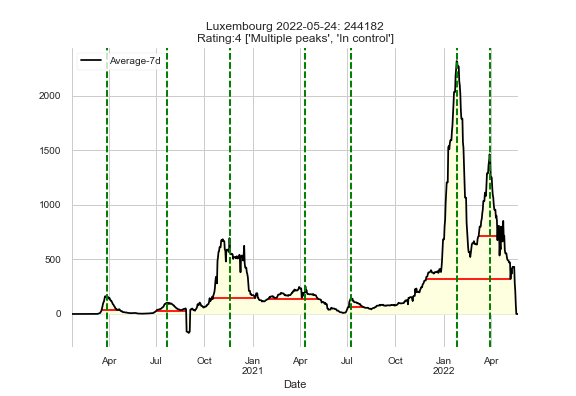 Luxembourg 2022-05-24: 244182
Rating:4 ['Multiple peaks', 'In control']
Average-7d
2000
1500
1000
500
0
Apr Jul Oct Jan Apr Jul Oct Jan Apr
2021 2022
Date